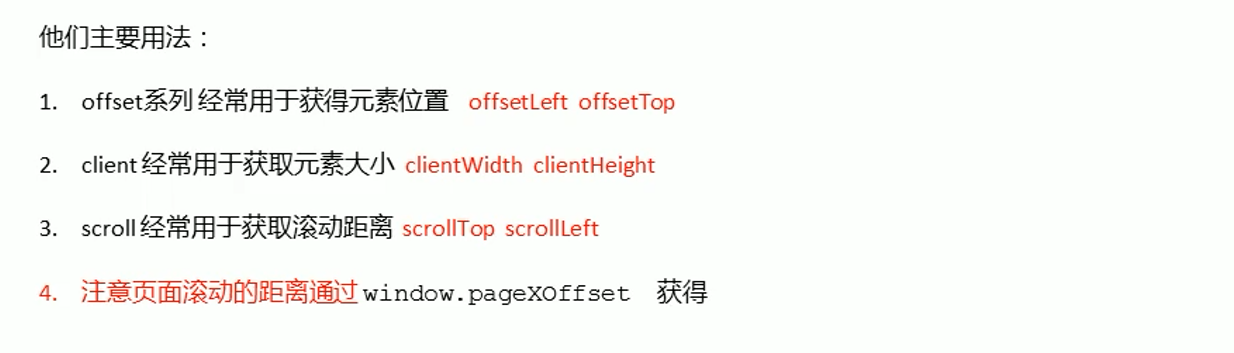 他们主要用法：
1. offset系列 经常用于获得元素位置 offsetLeft offsetTop
2. client 经常用于获取元素大小 clientWidth clientHeight
3. scroll 经常用于获取滚动距离 scrollTop scrollLeft
4. 注意页面滚动的距离通过 window.pageXOffset 获得